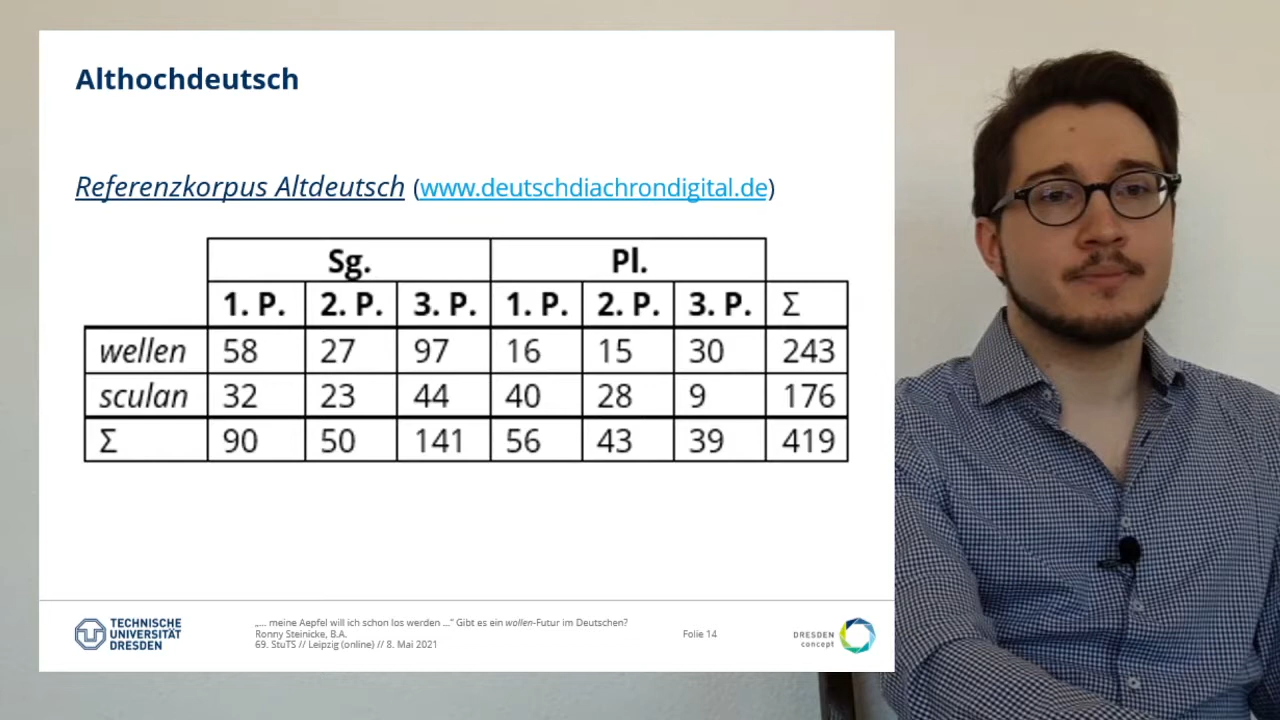 Althochdeutsch
Referenzkorpus Altdeutsch (www.deutschdiachrondigital.de)
Sg. Pl.
1. P. 2. P. 3. P. 1. P. 2. P. 3. P. Σ
wellen 58 27 97 16 15 30 243
sculan 32 23 44 40 28 9 176
Σ 90 50 141 56 43 39 419
TECHNISCHE
UNIVERSITÄT
DRESDEN
„... meine Aepfel will ich schon los werden ...“ Gibt es ein wollen-Futur im Deutschen?
Ronny Steinicke, B.A.
69. StuTS // Leipzig (online) // 8. Mai 2021
Folie 14
DRESDEN
concept